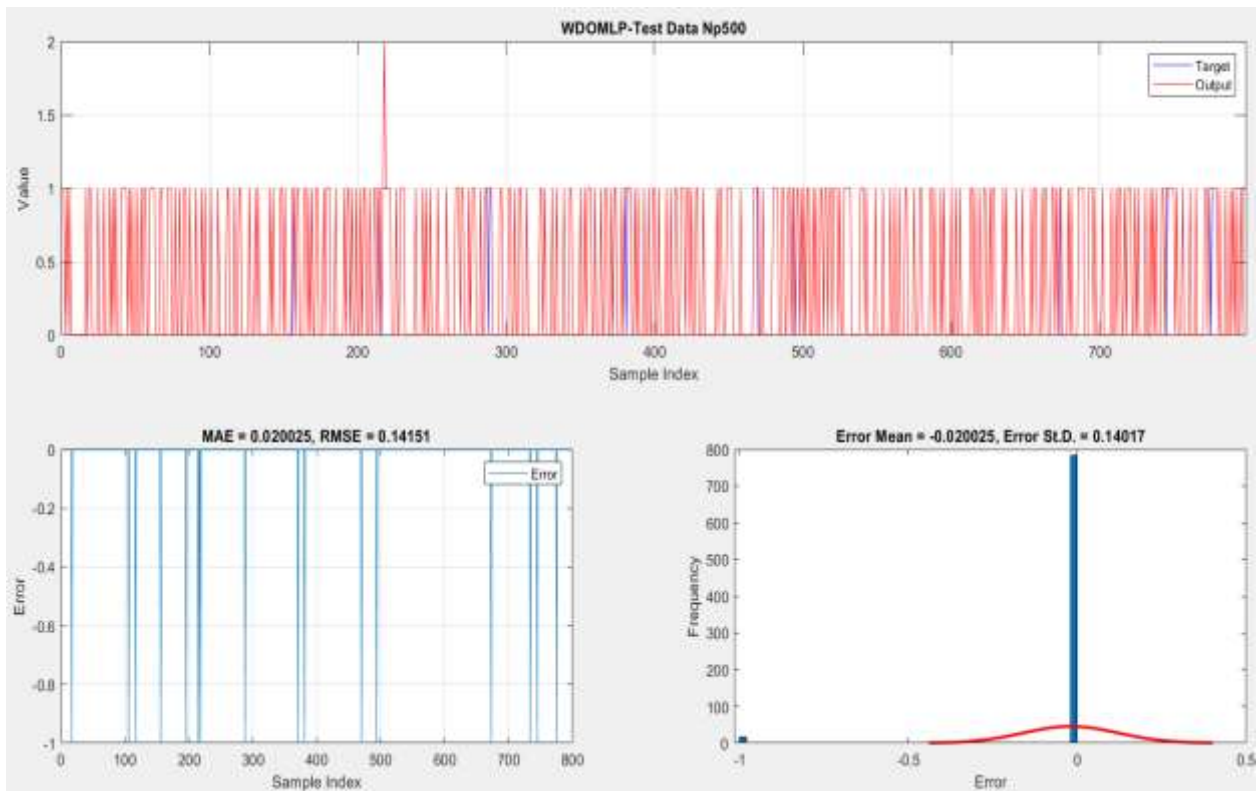 WDOMLP-Test Data Np500
2
1.5
1
0.5
0
Value
Target
Output
0 100 200 300 400 500 600 700
Sample Index
MAE = 0.020025, RMSE = 0.14151
0
-0.2
-0.4
-0.6
-0.8
-1
Error
Error
0 100 200 300 400 500 600 700 800
Sample Index
Error Mean = -0.020025, Error St.D. = 0.14017
800
700
600
500
400
300
200
100
0
Frequency
-1 -0.5 0 0.5
Error